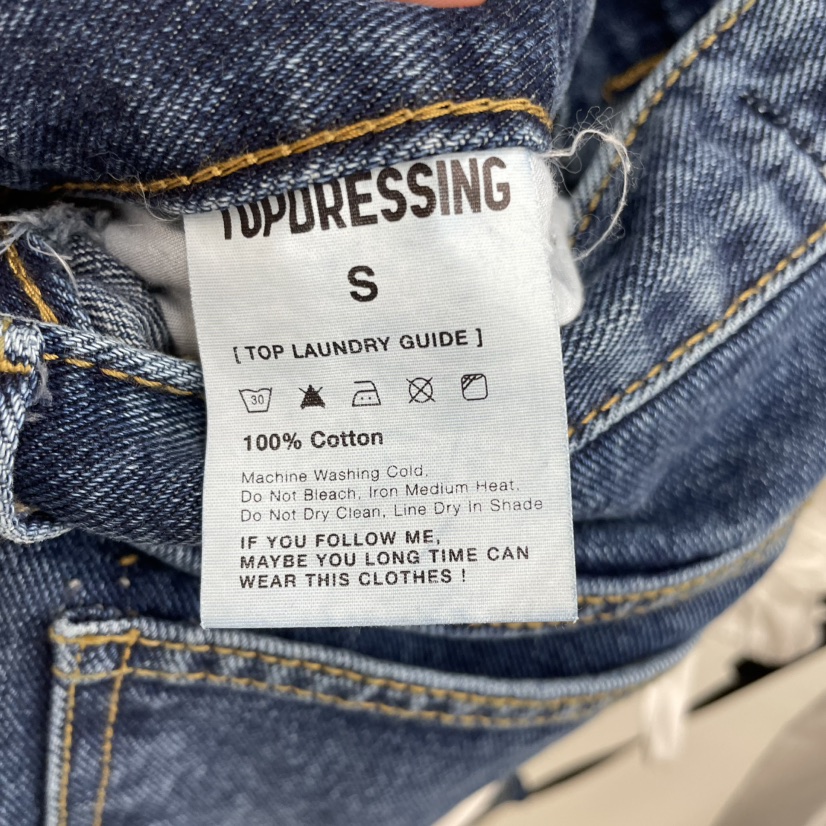 TOPDRESSING
S
[ TOP LAUNDRY GUIDE ]
30
100% Cotton
Machine Washing Cold,
Do Not Bleach, Iron Medium Heat,
Do Not Dry Clean, Line Dry In Shade
IF YOU FOLLOW ME,
MAYBE YOU LONG TIME CAN
WEAR THIS CLOTHES !